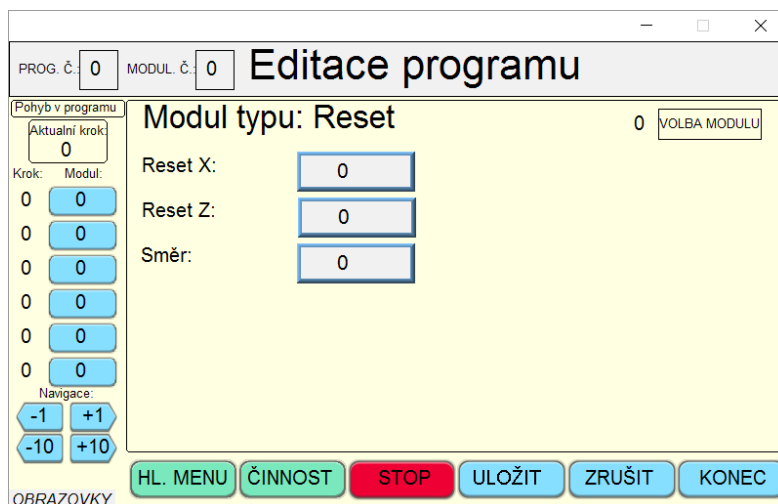 PROG. Č.: 0 MODUL. Č.: 0 Editace programu
Pohyb v programu
Aktualní krok:
0
Krok: Modul:
0 0
0 0
0 0
0 0
0 0
0 0
Navigace:
-1 +1
-10 +10
OBRAZOVKY
Modul typu: Reset 0 VOLBA MODULU
Reset X: 0
Reset Z: 0
Směr: 0
HL. MENU ČINNOST STOP ULOŽIT ZRUŠIT KONEC